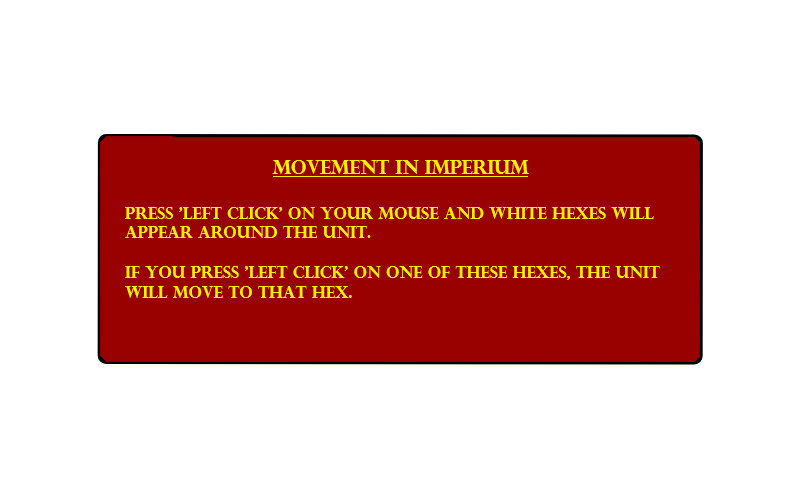 MOVEMENT IN IMPERIUM
PRESS 'LEFT CLICK' ON YOUR MOUSE AND WHITE HEXES WILL
APPEAR AROUND THE UNIT.
IF YOU PRESS 'LEFT CLICK' ON ONE OF THESE HEXES, THE UNIT
WILL MOVE TO THAT HEX.